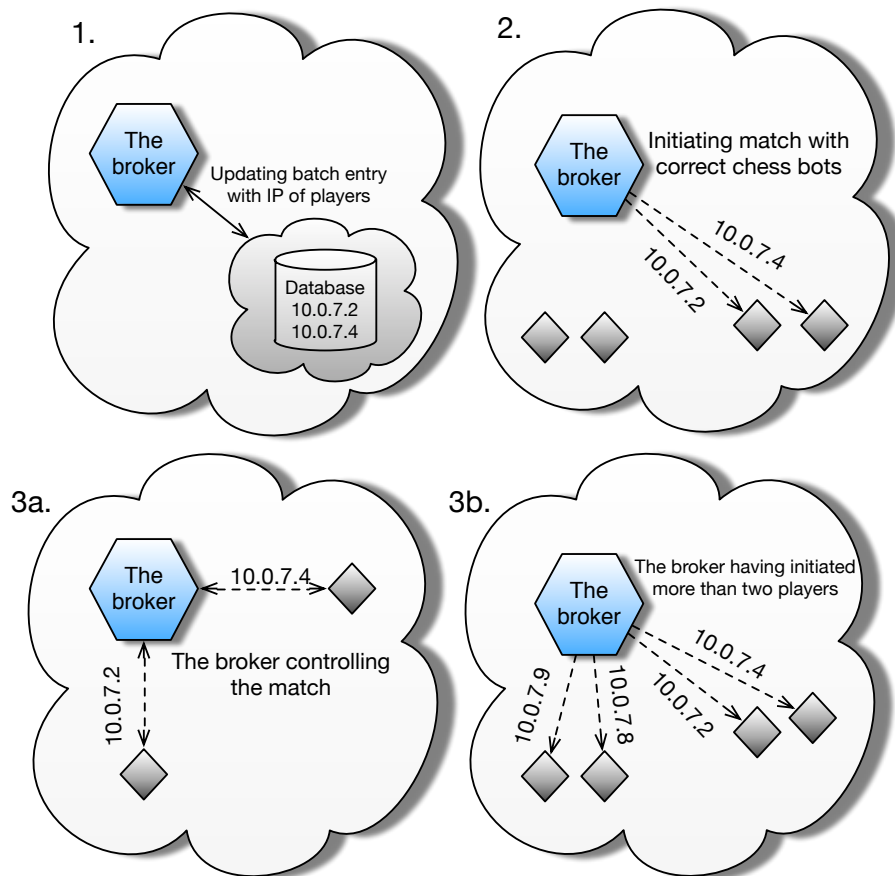 1.
The
broker
Updating batch entry
with IP of players
Database
10.0.7.2
10.0.7.4
2.
The
broker
Initiating match with
correct chess bots
10.0.7.4
10.0.7.2
3a.
The
broker
10.0.7.4
10.0.7.2
The broker controlling
the match
3b.
The
broker
The broker having initiated
more than two players
10.0.7.4
10.0.7.2
10.0.7.9
10.0.7.8